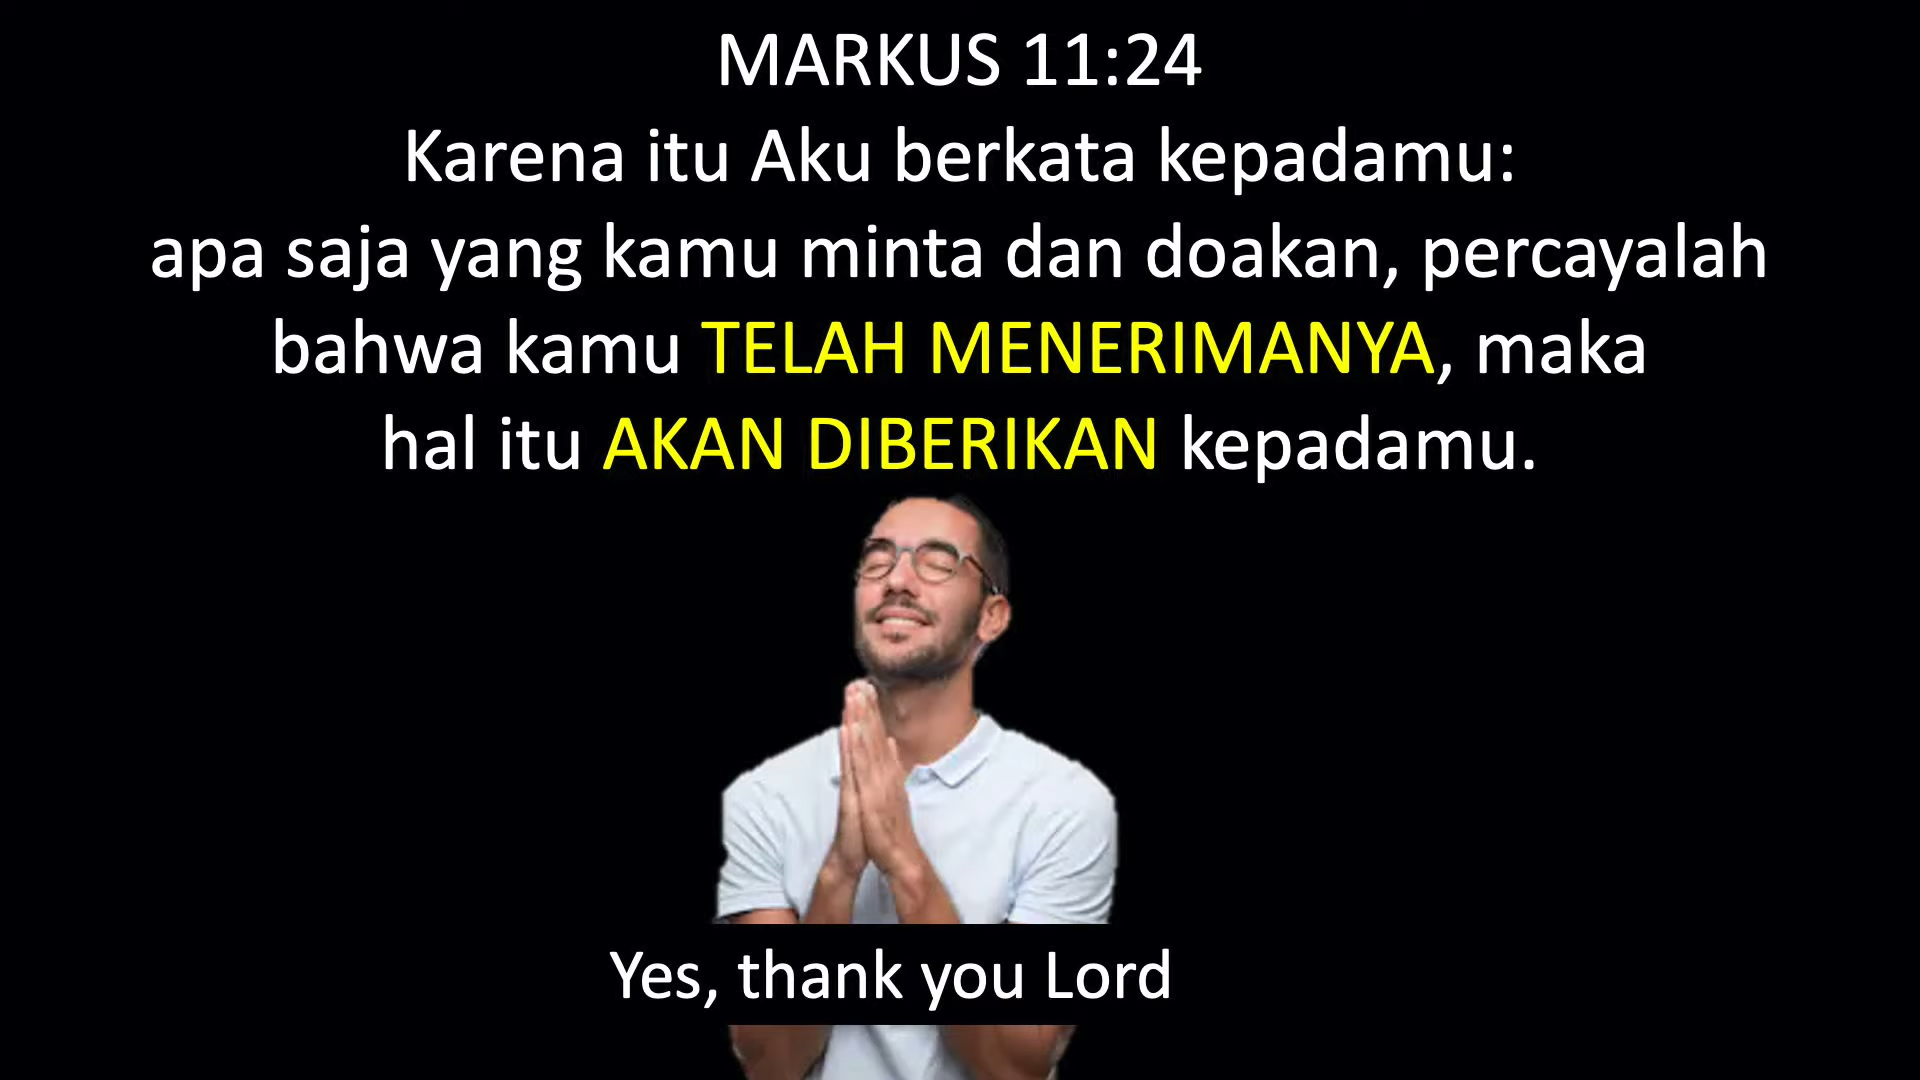 MARKUS 11:24
Karena itu Aku berkata kepadamu:
apa saja yang kamu minta dan doakan, percayalah
bahwa kamu TELAH MENERIMANYA, maka
hal itu AKAN DIBERIKAN kepadamu.
Yes, thank you Lord